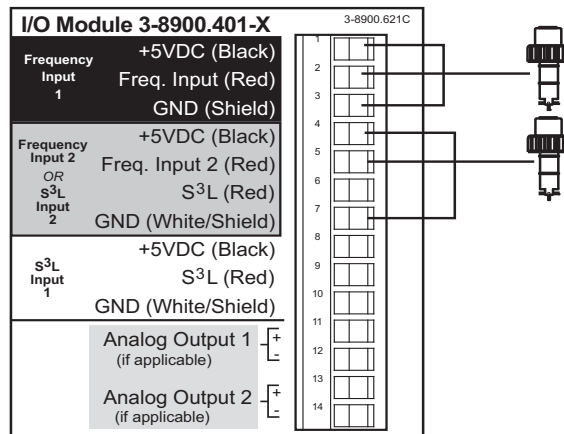 I/O Module 3-8900.401-X
3-8900.621C
Frequency
Input
1
+5VDC (Black)
Freq. Input (Red)
GND (Shield)
Frequency
Input 2
OR
S³L
Input
2
+5VDC (Black)
Freq. Input 2 (Red)
S³L (Red)
GND (White/Shield)
S³L
Input
1
+5VDC (Black)
S³L (Red)
GND (White/Shield)
Analog Output 1 + -
(if applicable)
Analog Output 2 + -
(if applicable)
1
2
3
4
5
6
7
8
9
10
11
12
13
14